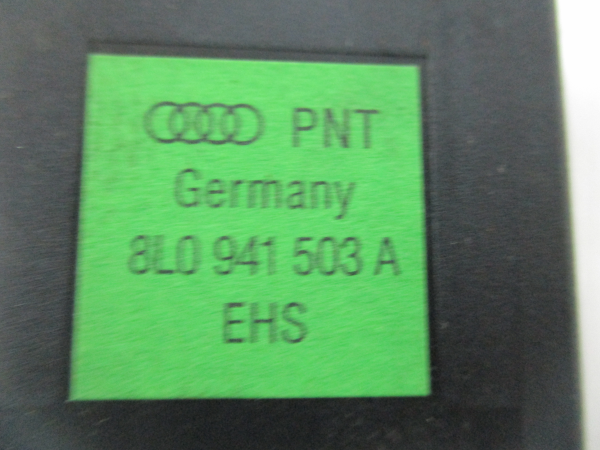 PNT
Germany
8L0 941 503 A
EHS